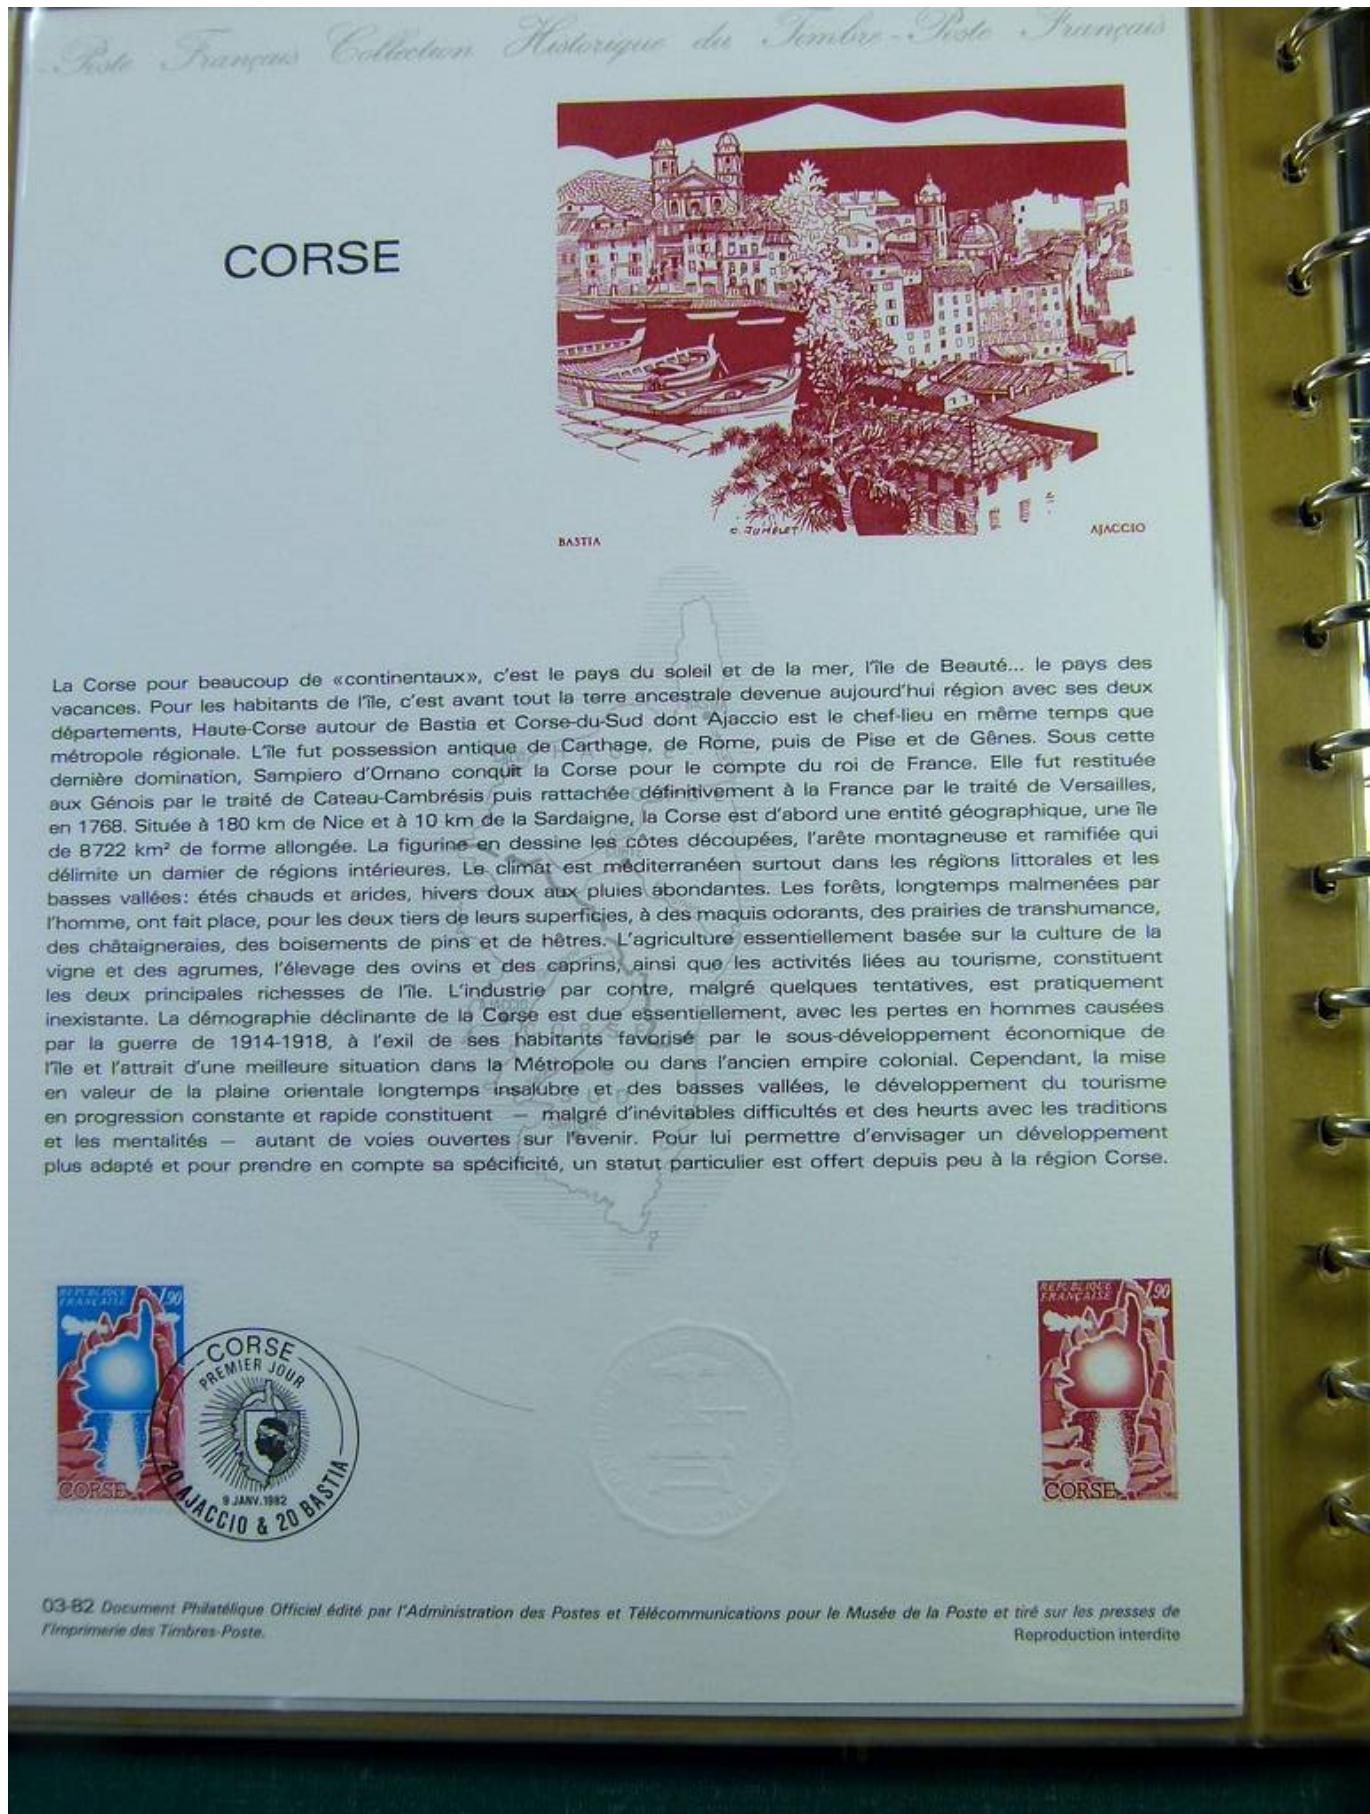 Poste Français Collection Historique du Timbre-Poste Français
CORSE
C. JUMELET
BASTIA
AJACCIO
La Corse pour beaucoup de «continentaux», c'est le pays du soleil et de la mer, l'île de Beauté... le pays des
vacances. Pour les habitants de l'île, c'est avant tout la terre ancestrale devenue aujourd'hui région avec ses deux
départements, Haute-Corse autour de Bastia et Corse-du-Sud dont Ajaccio est le chef-lieu en même temps que
métropole régionale. L'île fut possession antique de Carthage, de Rome, puis de Pise et de Gênes. Sous cette
dernière domination, Sampiero d'Ornano conquit la Corse pour le compte du roi de France. Elle fut restituée
aux Génois par le traité de Cateau-Cambrésis puis rattachée définitivement à la France par le traité de Versailles,
en 1768. Située à 180 km de Nice et à 10 km de la Sardaigne, la Corse est d'abord une entité géographique, une île
de 8722 km² de forme allongée. La figurine en dessine les côtes découpées, l'arête montagneuse et ramifiée qui
délimite un damier de régions intérieures. Le climat est méditerranéen surtout dans les régions littorales et les
basses vallées: étés chauds et arides, hivers doux aux pluies abondantes. Les forêts, longtemps malmenées par
l'homme, ont fait place, pour les deux tiers de leurs superficies, à des maquis odorants, des prairies de transhumance,
des châtaigneraies, des boisements de pins et de hêtres. L'agriculture essentiellement basée sur la culture de la
vigne et des agrumes, l'élevage des ovins et des caprins, ainsi que les activités liées au tourisme, constituent
les deux principales richesses de l'île. L'industrie par contre, malgré quelques tentatives, est pratiquement
inexistante. La démographie déclinante de la Corse est due essentiellement, avec les pertes en hommes causées
par la guerre de 1914-1918, à l'exil de ses habitants favorisé par le sous-développement économique de
l'île et l'attrait d'une meilleure situation dans la Métropole ou dans l'ancien empire colonial. Cependant, la mise
en valeur de la plaine orientale longtemps insalubre et des basses vallées, le développement du tourisme
en progression constante et rapide constituent — malgré d'inévitables difficultés et des heurts avec les traditions
et les mentalités — autant de voies ouvertes sur l'avenir. Pour lui permettre d'envisager un développement
plus adapté et pour prendre en compte sa spécificité, un statut particulier est offert depuis peu à la région Corse.
REPUBLIQUE
FRANÇAISE
1,90
CORSE
CORSE
PREMIER JOUR
9 JANV. 1982
20 AJACCIO & 20 BASTIA
REPUBLIQUE
FRANÇAISE
1,90
CORSE
03-82 Document Philatélique Officiel édité par l'Administration des Postes et Télécommunications pour le Musée de la Poste et tiré sur les presses de
l'Imprimerie des Timbres-Poste.
Reproduction interdite